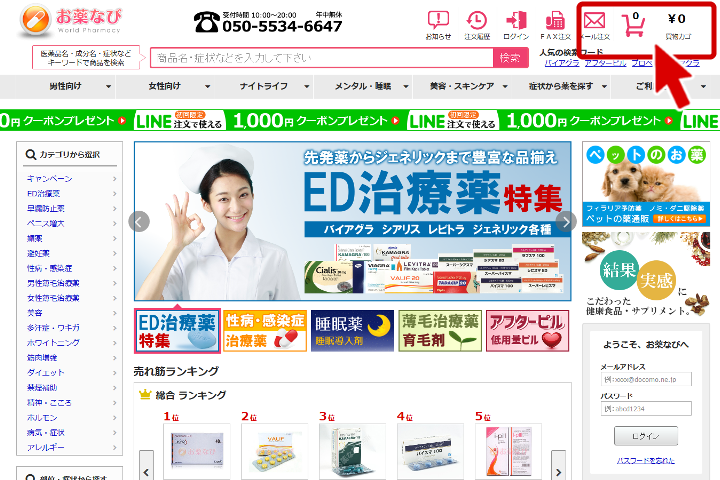 お薬なび
World Pharmacy
受付時間 10:00～20:00 年中無休
050-5534-6647
お知らせ
注文履歴
ログイン
FAX注文
メール注文
0
¥0
買物カゴ
医薬品名・成分名・症状など
キーワードで商品を検索
商品名・症状などを入力して下さい
検索
人気の検索ワード
バイアグラ アフターピル プロペ
男性向け
女性向け
ナイトライフ
メンタル・睡眠
美容・スキンケア
症状から薬を探す
ご利
0円 クーポンプレゼント
LINE 初回限定 注文で使える
1,000円 クーポンプレゼント
LINE 初回限定 注文で使える
1,000円 クーポンプレゼント
LINE
カテゴリから選択
キャンペーン
ED治療薬
早漏防止薬
ペニス増大
媚薬
避妊薬
性病・感染症
男性薄毛治療薬
女性薄毛治療薬
美容
多汗症・ワキガ
ホワイトニング
筋肉増強
ダイエット
禁煙補助
精神・こころ
ホルモン
病気・症状
アレルギー
部位・症状から探す
先発薬からジェネリックまで豊富な品揃え
ED治療薬特集
バイアグラ シアリス レビトラ ジェネリック各種
Cialis
VIAGRA
KAMAGRA
LEVITRA
VALIF 20
TADACIP 20
ED治療薬
特集
性病・感染症
治療薬
睡眠薬
睡眠導入剤
薄毛治療薬
育毛剤
アフターピル
低用量ピル
売れ筋ランキング
総合 ランキング
1位
2位
3位
4位
5位
ペットのお薬
フィラリア予防薬 ノミ・ダニ駆除薬
ペットの薬通販
詳しくはこちら
結果
実感
に
こだわった
健康食品・サプリメント。
ようこそ、お薬なびへ
メールアドレス
例:xxxx@docomo.ne.jp
パスワード
例:abcd1234
ログイン
パスワードを忘れた